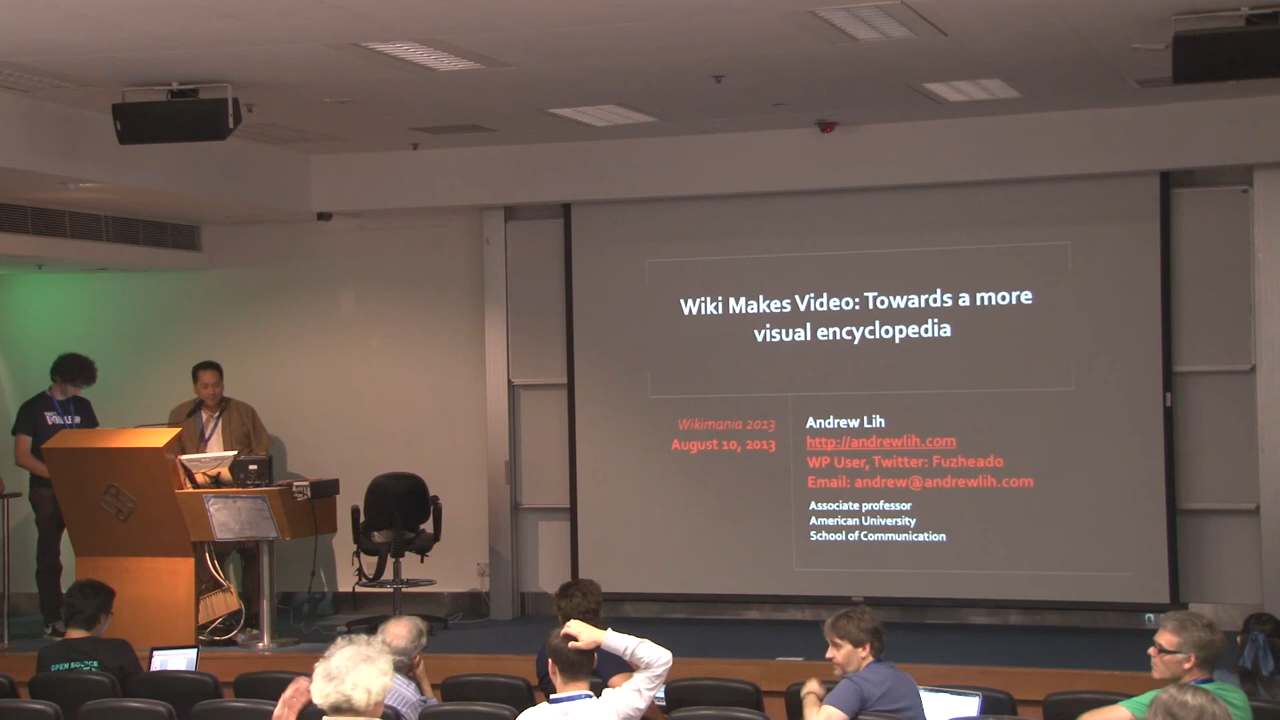 Wiki Makes Video: Towards a more
visual encyclopedia
Wikimania 2013
August 10, 2013
Andrew Lih
http://andrewlih.com
WP User, Twitter: Fuzheado
Email: andrew@andrewlih.com
Associate professor
American University
School of Communication
OPEN SOURCE